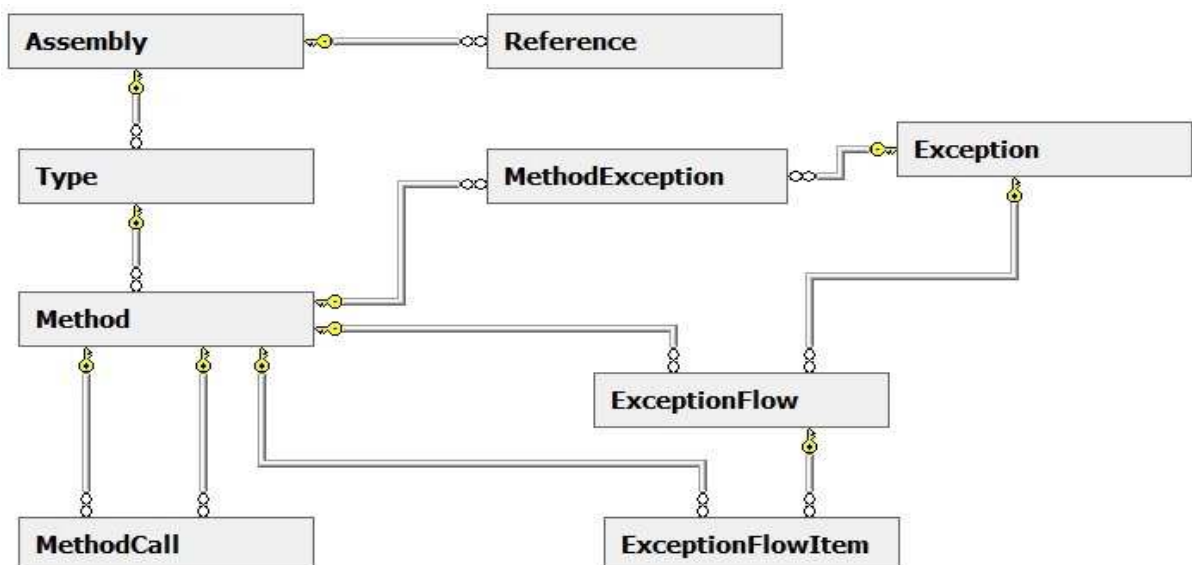 Assembly
Reference
Type
MethodException
Exception
Method
ExceptionFlow
MethodCall
ExceptionFlowItem